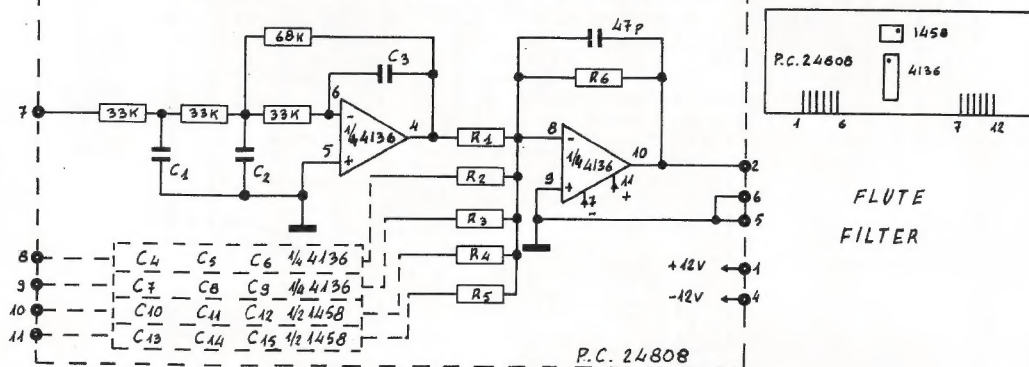 68K
47P
C3
R6
7
33K
33K
33K
6
-
1/4 4136
4
5
+
C1
C2
R1
8
-
1/4 4136
10
9
+
7
-
11
+
2
6
5
R2
R3
R4
R5
8
C4 C5 C6 1/4 4136
9
C7 C8 C9 1/4 4136
10
C10 C11 C12 1/2 1458
11
C13 C14 C15 1/2 1458
+12V
1
-12V
4
P.C. 24808
1458
P.C. 24808
4136
1
6
7
12
FLUTE
FILTER